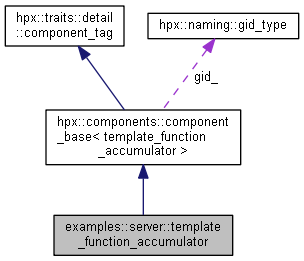 hpx::traits::detail
::component_tag
hpx::naming::gid_type
gid_
hpx::components::component
_base< template_function
_accumulator >
examples::server::template
_function_accumulator